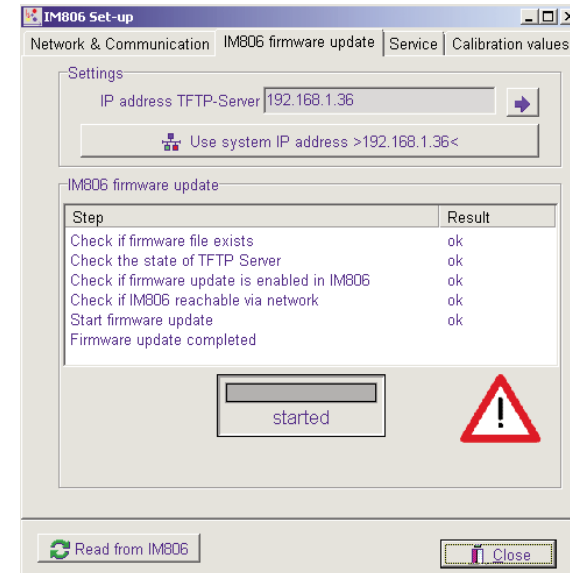 IM806 Set-up
Network & Communication IM806 firmware update Service Calibration values
Settings
IP address TFTP-Server 192.168.1.36
Use system IP address >192.168.1.36<
IM806 firmware update
Step Result
Check if firmware file exists ok
Check the state of TFTP Server ok
Check if firmware update is enabled in IM806 ok
Check if IM806 reachable via network ok
Start firmware update ok
Firmware update completed
started
!
Read from IM806 Close